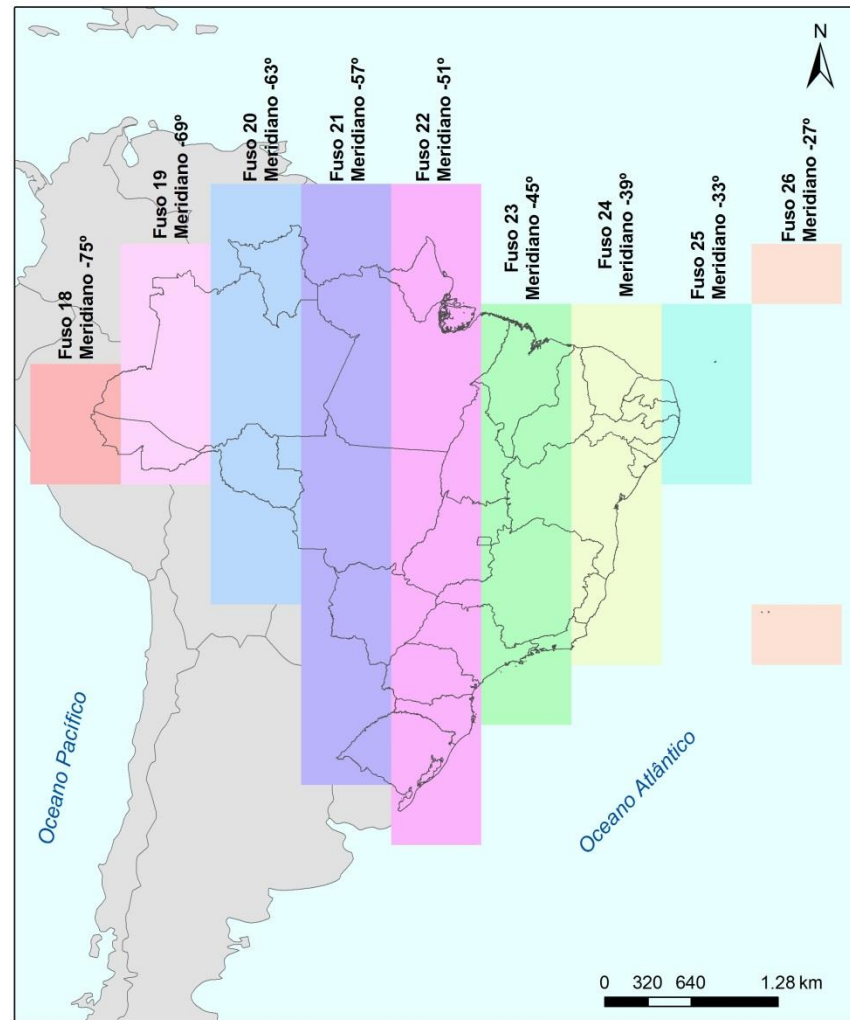 Fuso 18
Meridiano -75º
Fuso 19
Meridiano -69º
Fuso 20
Meridiano -63º
Fuso 21
Meridiano -57º
Fuso 22
Meridiano -51º
Fuso 23
Meridiano -45º
Fuso 24
Meridiano -39º
Fuso 25
Meridiano -33º
Fuso 26
Meridiano -27º
N
Oceano Pacífico
Oceano Atlântico
0 320 640 1.28 km